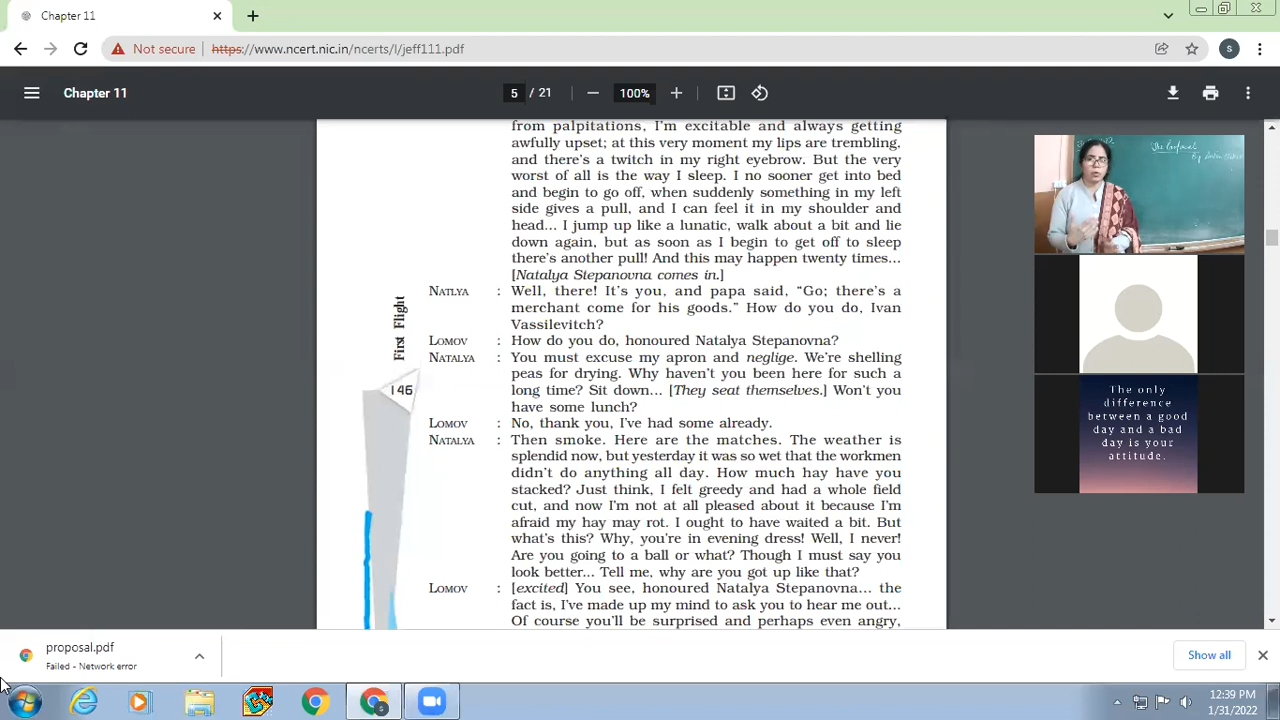 Chapter 11
Not secure | https://www.ncert.nic.in/ncerts/l/jeff111.pdf
S
Chapter 11
5 / 21
100%
from palpitations, I'm excitable and always getting
awfully upset; at this very moment my lips are trembling,
and there's a twitch in my right eyebrow. But the very
worst of all is the way I sleep. I no sooner get into bed
and begin to go off, when suddenly something in my left
side gives a pull, and I can feel it in my shoulder and
head... I jump up like a lunatic, walk about a bit and lie
down again, but as soon as I begin to get off to sleep
there's another pull! And this may happen twenty times...
[Natalya Stepanovna comes in.]
NATLYA : Well, there! It's you, and papa said, “Go; there's a
merchant come for his goods.” How do you do, Ivan
Vassilevitch?
LOMOV : How do you do, honoured Natalya Stepanovna?
NATALYA : You must excuse my apron and neglige. We're shelling
peas for drying. Why haven't you been here for such a
long time? Sit down... [They seat themselves.] Won't you
have some lunch?
LOMOV : No, thank you, I've had some already.
NATALYA : Then smoke. Here are the matches. The weather is
splendid now, but yesterday it was so wet that the workmen
didn't do anything all day. How much hay have you
stacked? Just think, I felt greedy and had a whole field
cut, and now I'm not at all pleased about it because I'm
afraid my hay may rot. I ought to have waited a bit. But
what's this? Why, you're in evening dress! Well, I never!
Are you going to a ball or what? Though I must say you
look better... Tell me, why are you got up like that?
LOMOV : [excited] You see, honoured Natalya Stepanovna... the
fact is, I've made up my mind to ask you to hear me out...
Of course you'll be surprised and perhaps even angry,
First Flight
146
The only
difference
between a good
day and a bad
day is your
attitude.
proposal.pdf
Failed - Network error
Show all
S
12:39 PM
1/31/2022